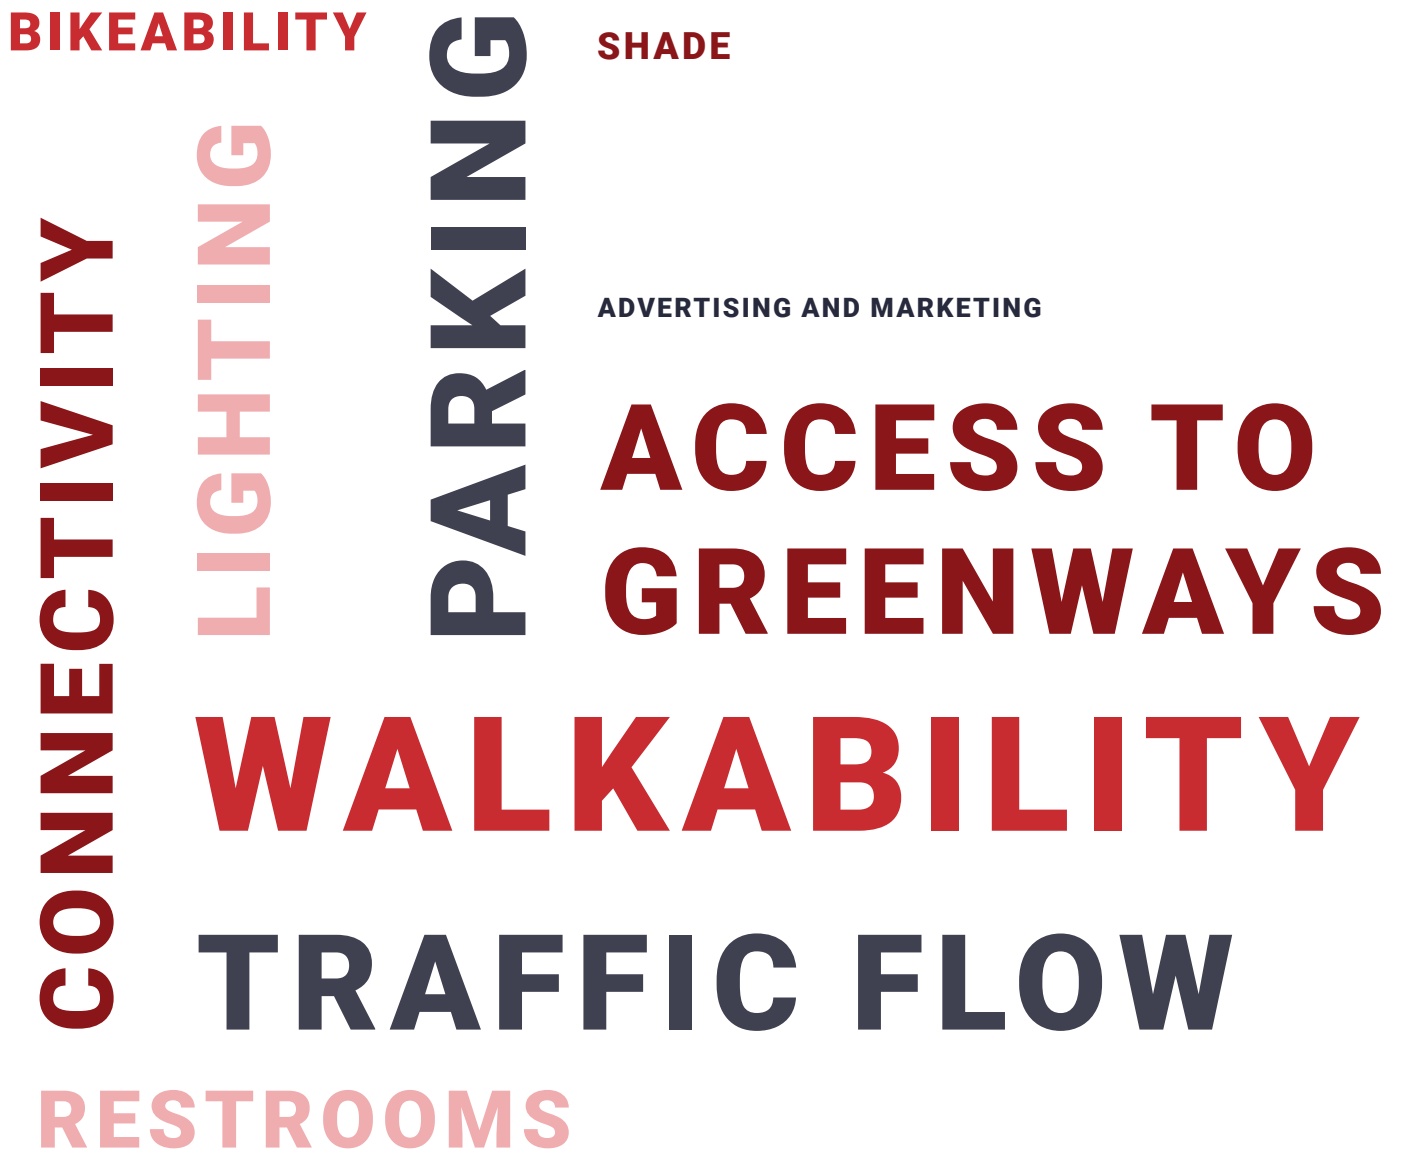 BIKEABILITY
SHADE
PARKING
LIGHTING
CONNECTIVITY
ADVERTISING AND MARKETING
ACCESS TO
GREENWAYS
WALKABILITY
TRAFFIC FLOW
RESTROOMS